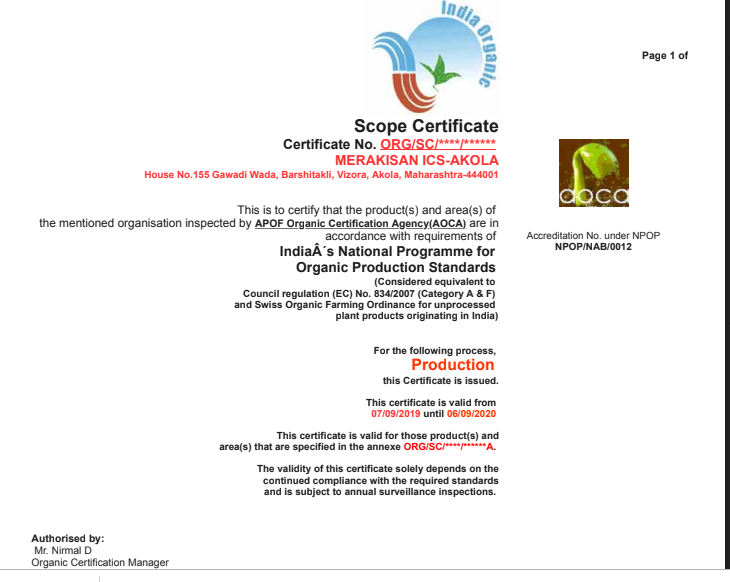 India Organic
Page 1 of
Scope Certificate
Certificate No. ORG/SC/****/******
MERAKISAN ICS-AKOLA
House No.155 Gawadi Wada, Barshitakli, Vizora, Akola, Maharashtra-444001
aoca
This is to certify that the product(s) and area(s) of
the mentioned organisation inspected by APOF Organic Certification Agency(AOCA) are in
accordance with requirements of
Accreditation No. under NPOP
NPOP/NAB/0012
IndiaÂ´s National Programme for
Organic Production Standards
(Considered equivalent to
Council regulation (EC) No. 834/2007 (Category A & F)
and Swiss Organic Farming Ordinance for unprocessed
plant products originating in India)
For the following process,
Production
this Certificate is issued.
This certificate is valid from
07/09/2019 until 06/09/2020
This certificate is valid for those product(s) and
area(s) that are specified in the annexe ORG/SC/****/******A.
The validity of this certificate solely depends on the
continued compliance with the required standards
and is subject to annual surveillance inspections.
Authorised by:
Mr. Nirmal D
Organic Certification Manager